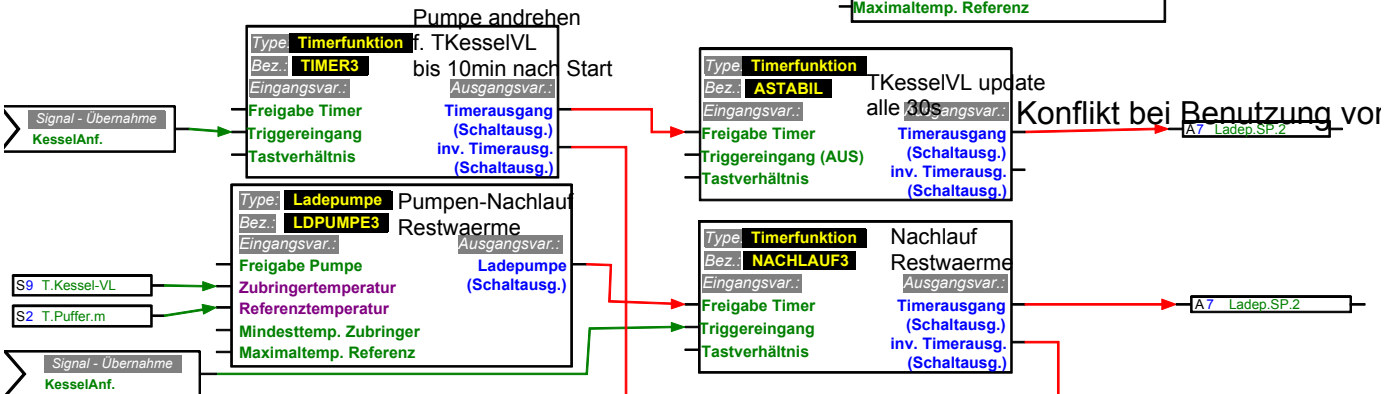 Maximaltemp. Referenz
Pumpe andrehen
f. TKesselVL
bis 10min nach Start
Type: Timerfunktion
Bez.: TIMER3
Eingangsvar.: Ausgangsvar.:
Freigabe Timer Timerausgang
(Schaltausg.)
Triggereingang
inv. Timerausg.
Tastverhältnis
(Schaltausg.)
Signal - Übernahme
KesselAnf.
Type: Timerfunktion
Bez.: ASTABIL
TKesselVL update
alle 30s
Eingangsvar.: Ausgangsvar.:
Freigabe Timer Timerausgang
(Schaltausg.)
Triggereingang (AUS)
inv. Timerausg.
Tastverhältnis
(Schaltausg.)
Konflikt bei Benutzung vor
A7 Ladep.SP.2
Type: Ladepumpe
Bez.: LDPUMPE3
Pumpen-Nachlauf
Restwaerme
Eingangsvar.: Ausgangsvar.:
Freigabe Pumpe Ladepumpe
Zubringertemperatur (Schaltausg.)
Referenztemperatur
Mindesttemp. Zubringer
Maximaltemp. Referenz
S9 T.Kessel-VL
S2 T.Puffer.m
Signal - Übernahme
KesselAnf.
Type: Timerfunktion
Bez.: NACHLAUF3
Nachlauf
Restwaerme
Eingangsvar.: Ausgangsvar.:
Freigabe Timer Timerausgang
(Schaltausg.)
Triggereingang
inv. Timerausg.
Tastverhältnis
(Schaltausg.)
A7 Ladep.SP.2